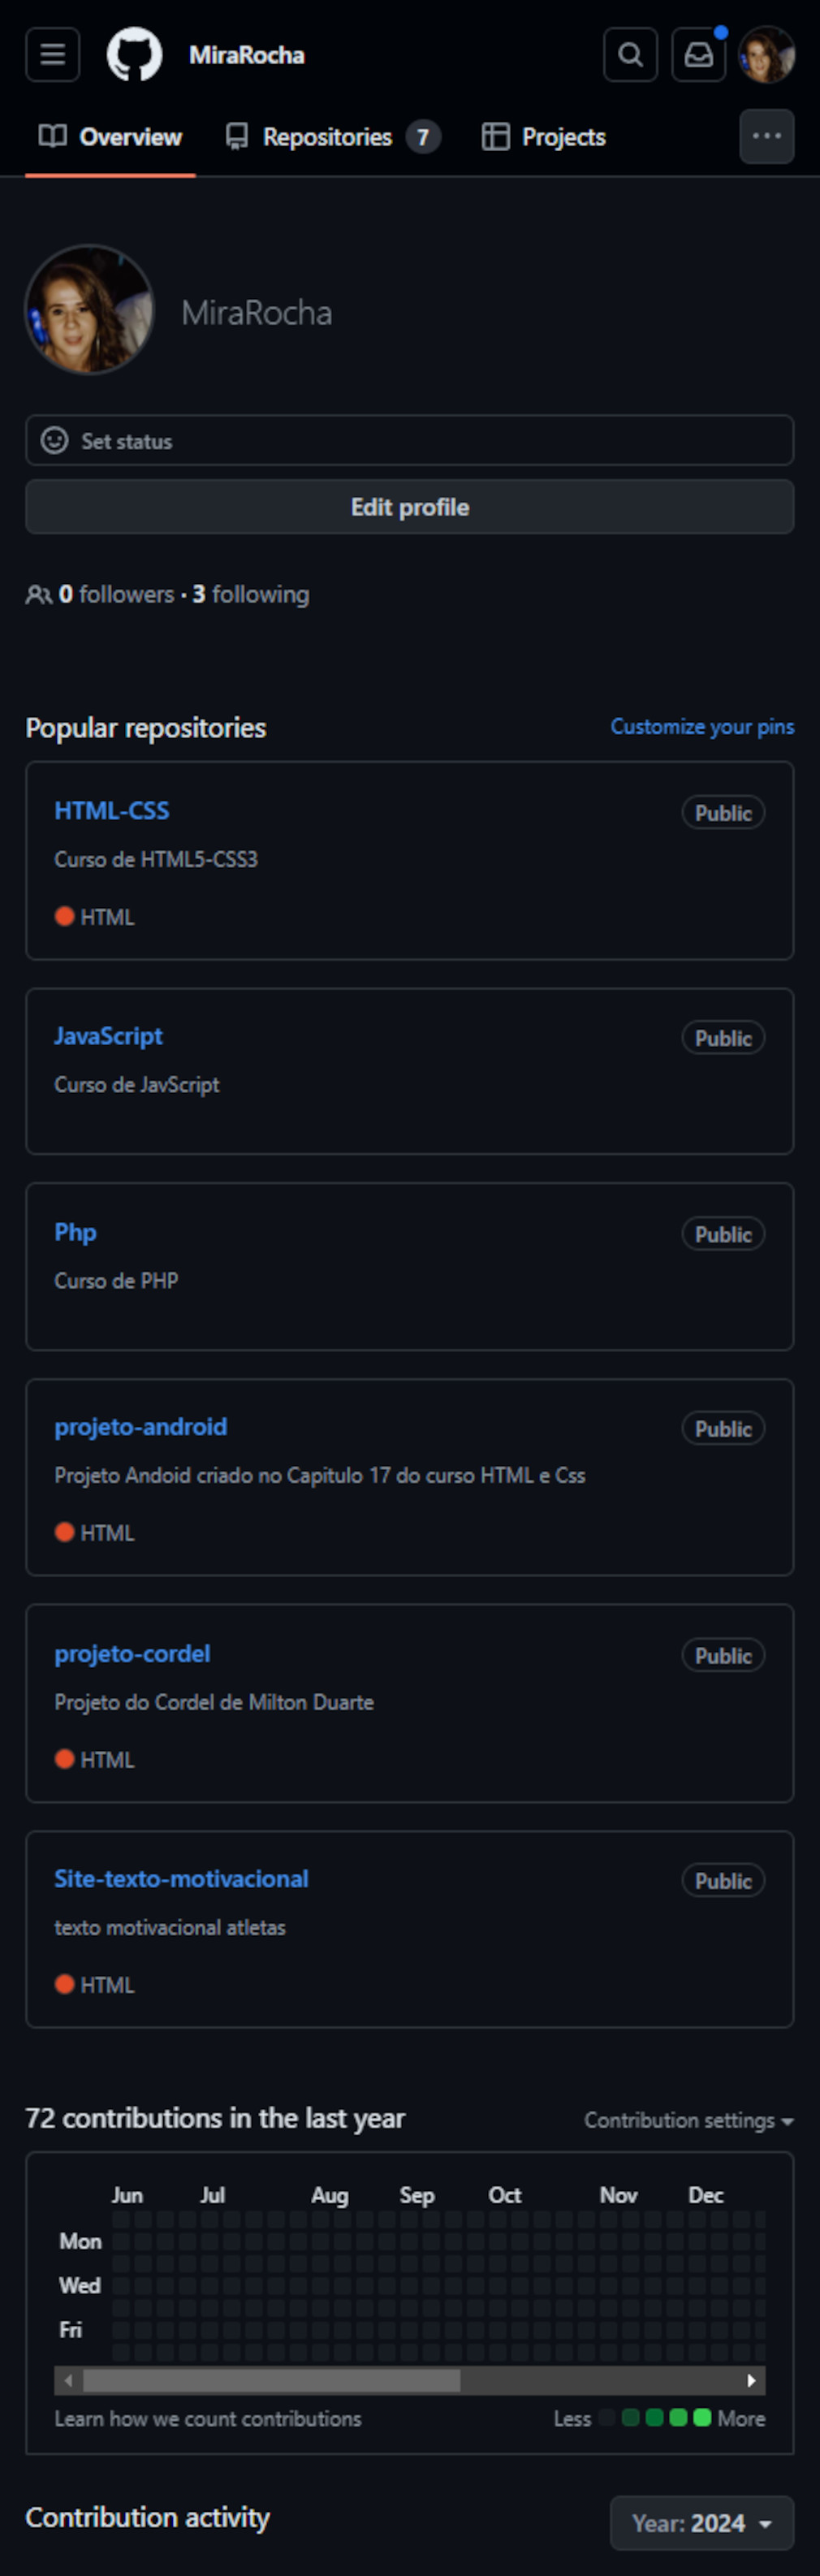 MiraRocha
Overview Repositories 7 Projects
MiraRocha
Set status
Edit profile
0 followers · 3 following
Popular repositories Customize your pins
HTML-CSS Public
Curso de HTML5-CSS3
HTML
JavaScript Public
Curso de JavScript
Php Public
Curso de PHP
projeto-android Public
Projeto Andoid criado no Capitulo 17 do curso HTML e Css
HTML
projeto-cordel Public
Projeto do Cordel de Milton Duarte
HTML
Site-texto-motivacional Public
texto motivacional atletas
HTML
72 contributions in the last year Contribution settings
Jun Jul Aug Sep Oct Nov Dec
Mon
Wed
Fri
Learn how we count contributions Less More
Contribution activity Year: 2024